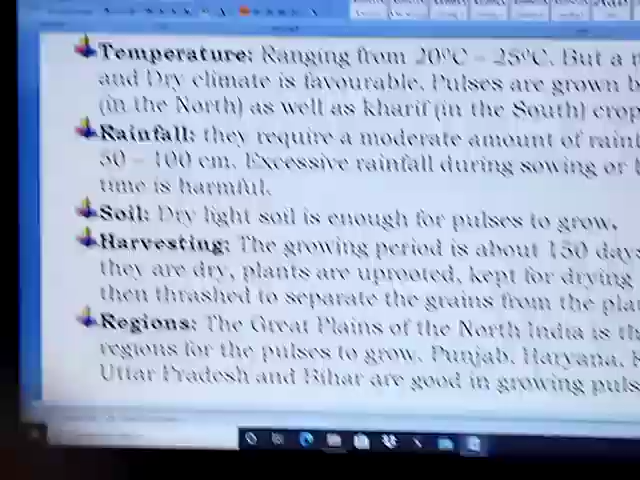 Temperature: Ranging from 20°C – 25°C. But a
and Dry climate is favourable. Pulses are grown
(in the North) as well as kharif (in the South) crop
Rainfall: they require a moderate amount of
50 – 100 cm. Excessive rainfall during sowing or
time is harmful.
Soil: Dry light soil is enough for pulses to grow.
Harvesting: The growing period is about 150 days
they are dry, plants are uprooted, kept for drying
then thrashed to separate the grains from the
Regions: The Great Plains of the North India is
regions for the pulses to grow. Punjab, Haryana,
Uttar Pradesh and Bihar are good in growing